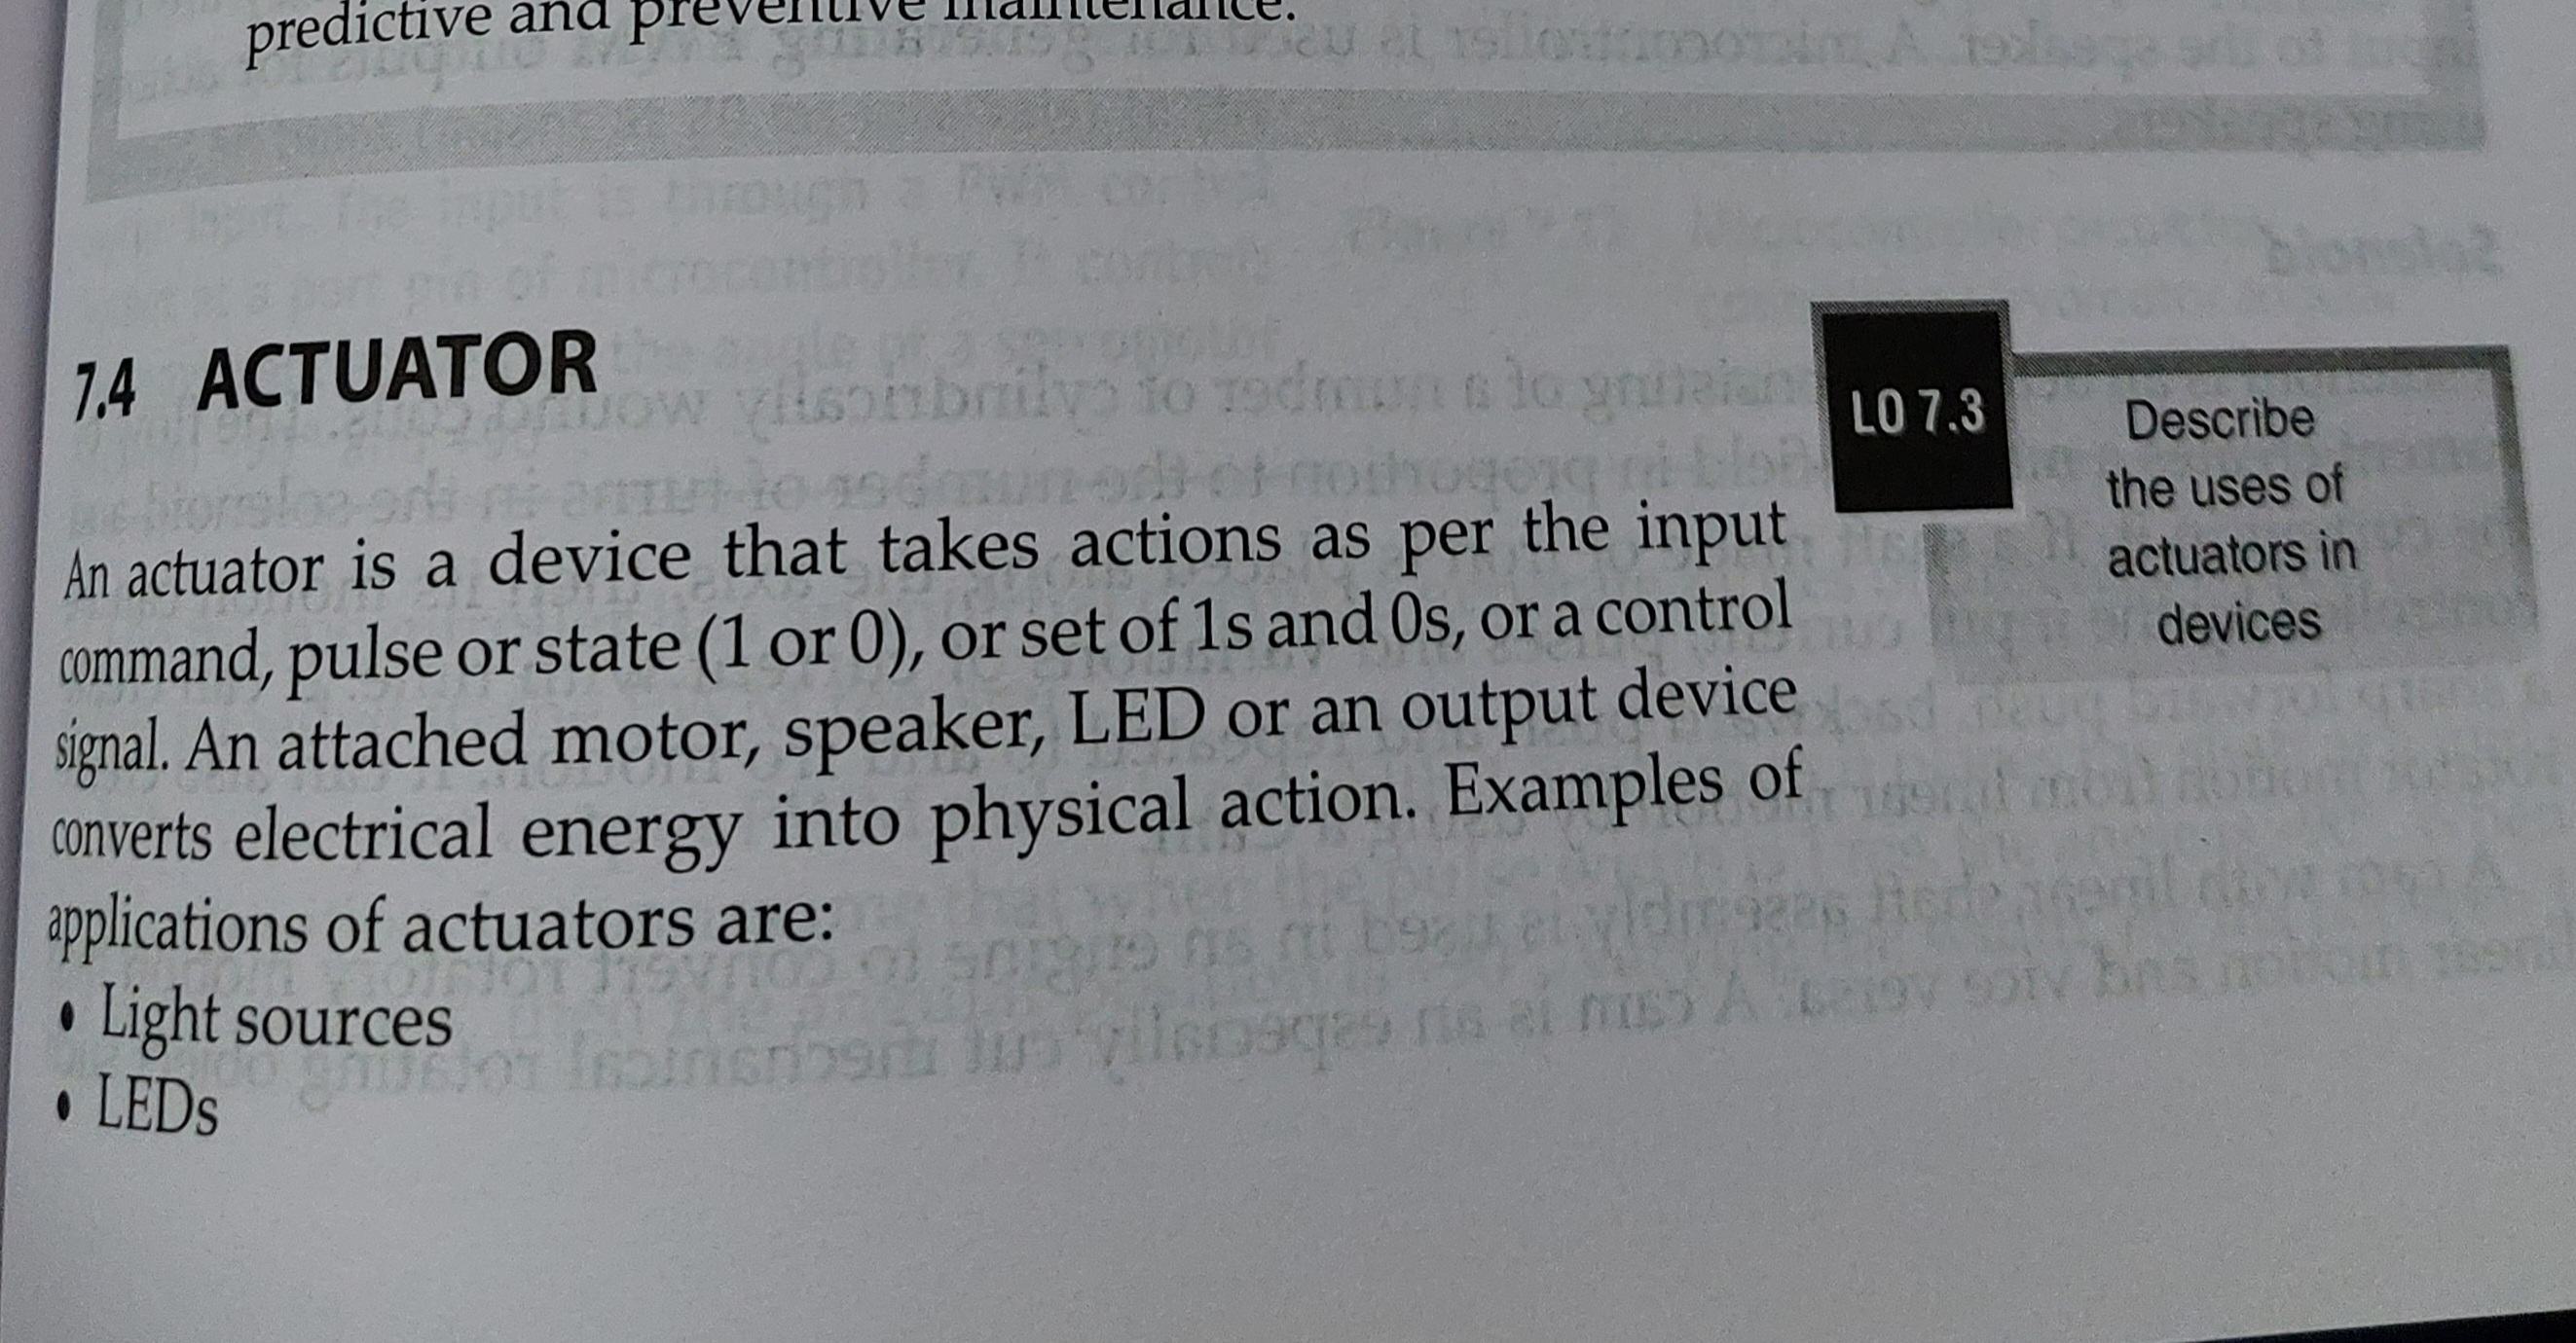 predictive and preventive maintenance.
7.4 ACTUATOR
LO 7.3
Describe
the uses of
actuators in
devices
An actuator is a device that takes actions as per the input
command, pulse or state (1 or 0), or set of 1s and 0s, or a control
signal. An attached motor, speaker, LED or an output device
converts electrical energy into physical action. Examples of
applications of actuators are:
• Light sources
• LEDs